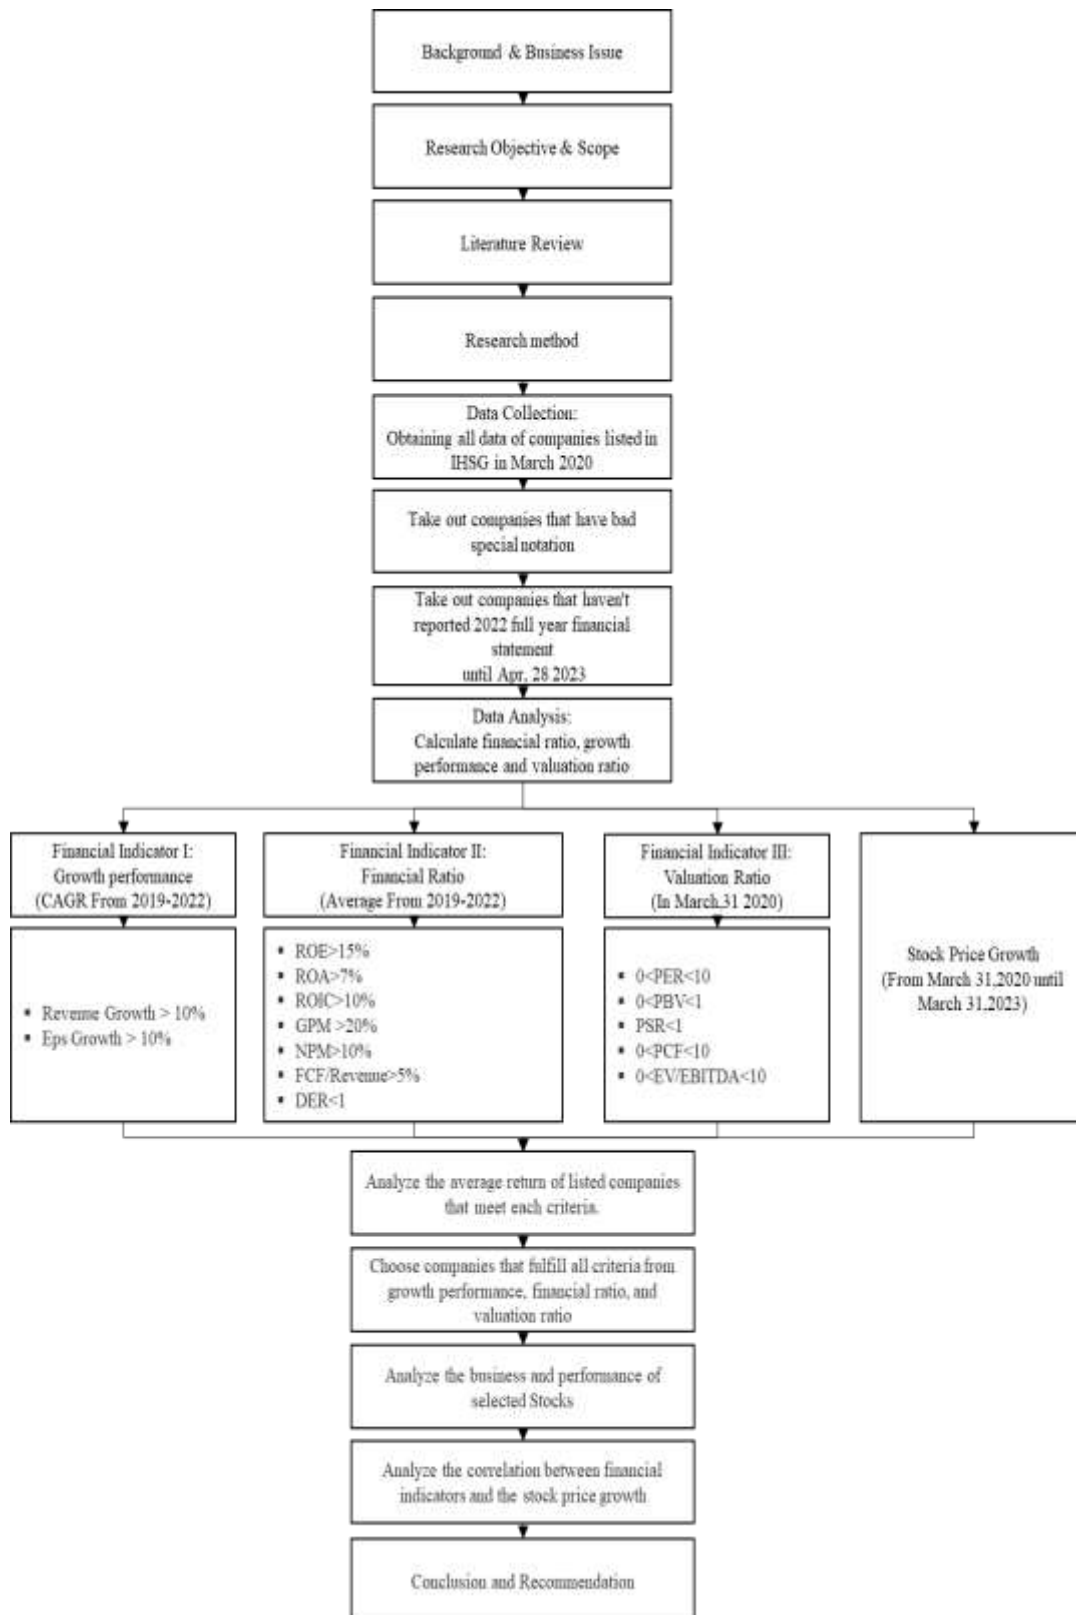 Background & Business Issue
Research Objective & Scope
Literature Review
Research method
Data Collection:
Obtaining all data of companies listed in
IHSG in March 2020
Take out companies that have bad
special notation
Take out companies that haven't
reported 2022 full year financial
statement
until Apr, 28 2023
Data Analysis:
Calculate financial ratio, growth
performance and valuation ratio
Financial Indicator I:
Growth performance
(CAGR From 2019-2022)
▪ Revenue Growth > 10%
▪ Eps Growth > 10%
Financial Indicator II:
Financial Ratio
(Average From 2019-2022)
▪ ROE>15%
▪ ROA>7%
▪ ROIC>10%
▪ GPM >20%
▪ NPM>10%
▪ FCF/Revenue>5%
▪ DER<1
Financial Indicator III:
Valuation Ratio
(In March,31 2020)
▪ 0<PER<10
▪ 0<PBV<1
▪ PSR<1
▪ 0<PCF<10
▪ 0<EV/EBITDA<10
Stock Price Growth
(From March 31,2020 until
March 31,2023)
Analyze the average return of listed companies
that meet each criteria.
Choose companies that fulfill all criteria from
growth performance, financial ratio, and
valuation ratio
Analyze the business and performance of
selected Stocks
Analyze the correlation between financial
indicators and the stock price growth
Conclusion and Recommendation